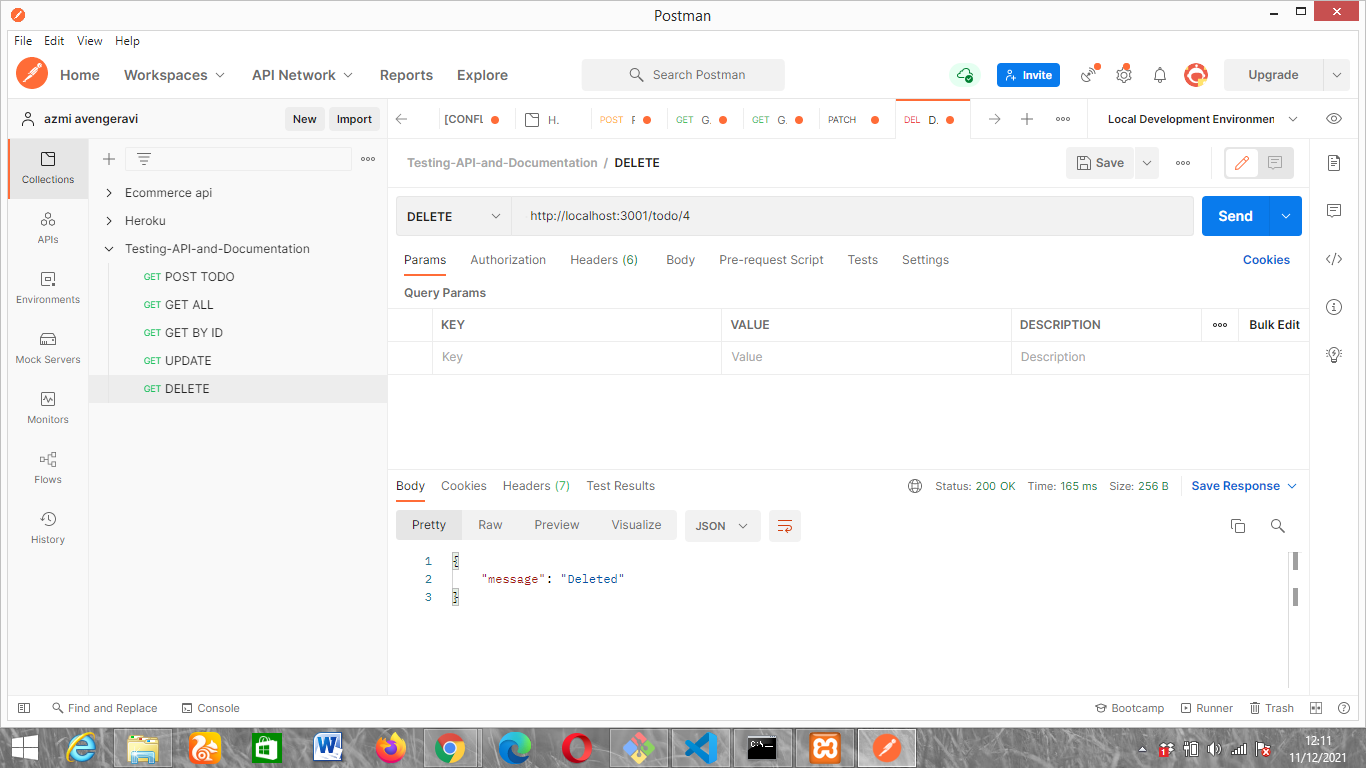 Postman
File Edit View Help
Home Workspaces API Network Reports Explore Search Postman Invite Upgrade
azmi avengeravi New Import
[CONFL H. POST F GET G. GET G. PATCH DEL D. Local Development Environmen
Collections
APIs
Environments
Mock Servers
Monitors
Flows
History
Ecommerce api
Heroku
Testing-API-and-Documentation
GET POST TODO
GET ALL
GET BY ID
GET UPDATE
GET DELETE
Testing-API-and-Documentation / DELETE Save
DELETE http://localhost:3001/todo/4 Send
Params Authorization Headers (6) Body Pre-request Script Tests Settings Cookies
Query Params
KEY VALUE DESCRIPTION Bulk Edit
Key Value Description
Body Cookies Headers (7) Test Results Status: 200 OK Time: 165 ms Size: 256 B Save Response
Pretty Raw Preview Visualize JSON
1 {
2 "message": "Deleted"
3 }
Find and Replace Console Bootcamp Runner Trash
12:11
11/12/2021